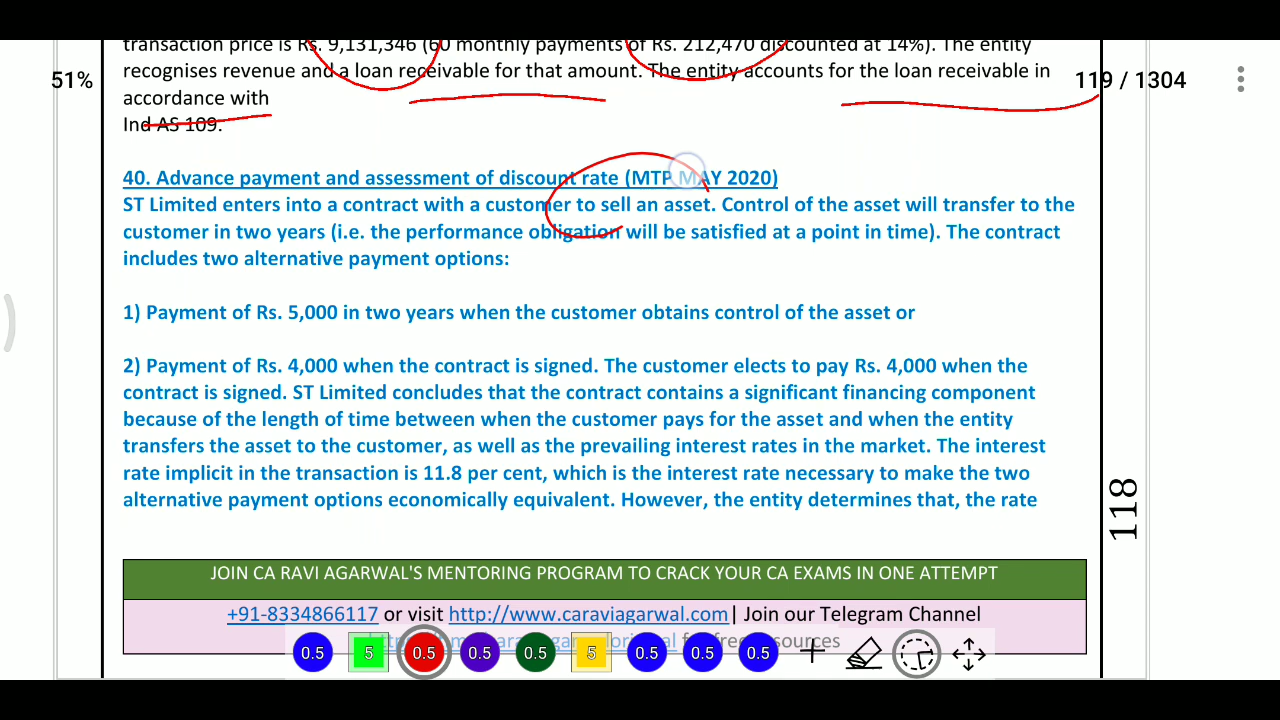 transaction price is Rs. 9,131,346 (60 monthly payments of Rs. 212,470 discounted at 14%). The entity
recognises revenue and a loan receivable for that amount. The entity accounts for the loan receivable in
51%
119 / 1304
accordance with
Ind AS 109.
40. Advance payment and assessment of discount rate (MTP MAY 2020)
ST Limited enters into a contract with a customer to sell an asset. Control of the asset will transfer to the
customer in two years (i.e. the performance obligation will be satisfied at a point in time). The contract
includes two alternative payment options:
1) Payment of Rs. 5,000 in two years when the customer obtains control of the asset or
2) Payment of Rs. 4,000 when the contract is signed. The customer elects to pay Rs. 4,000 when the
contract is signed. ST Limited concludes that the contract contains a significant financing component
because of the length of time between when the customer pays for the asset and when the entity
transfers the asset to the customer, as well as the prevailing interest rates in the market. The interest
rate implicit in the transaction is 11.8 per cent, which is the interest rate necessary to make the two
alternative payment options economically equivalent. However, the entity determines that, the rate
118
JOIN CA RAVI AGARWAL'S MENTORING PROGRAM TO CRACK YOUR CA EXAMS IN ONE ATTEMPT
+91-8334866117 or visit http://www.caraviagarwal.com| Join our Telegram Channel
0.5 5 0.5 0.5 0.5 5 0.5 0.5 0.5